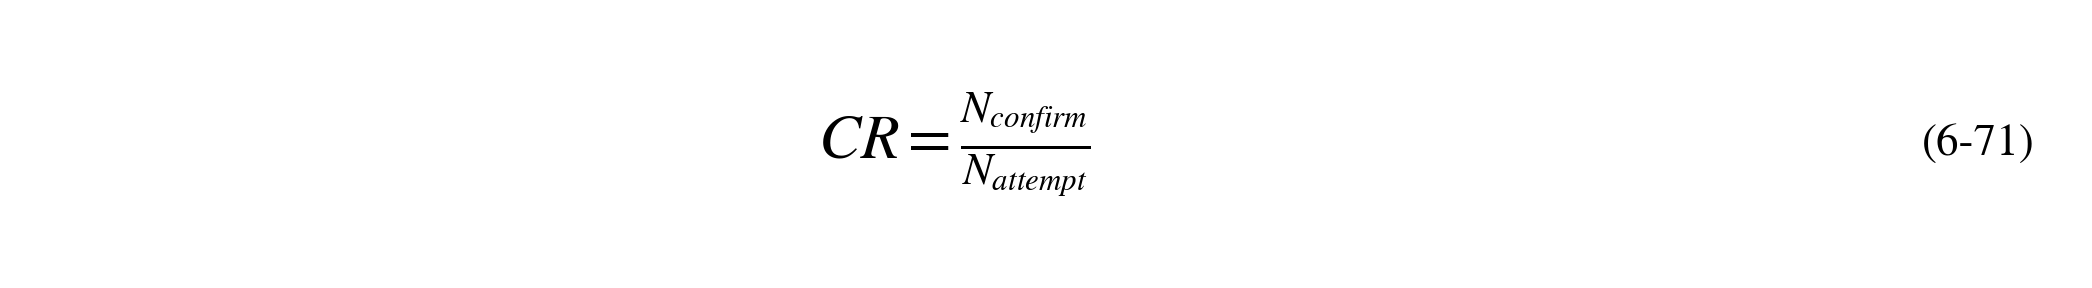 CR = N_confirm / N_attempt (6-71)